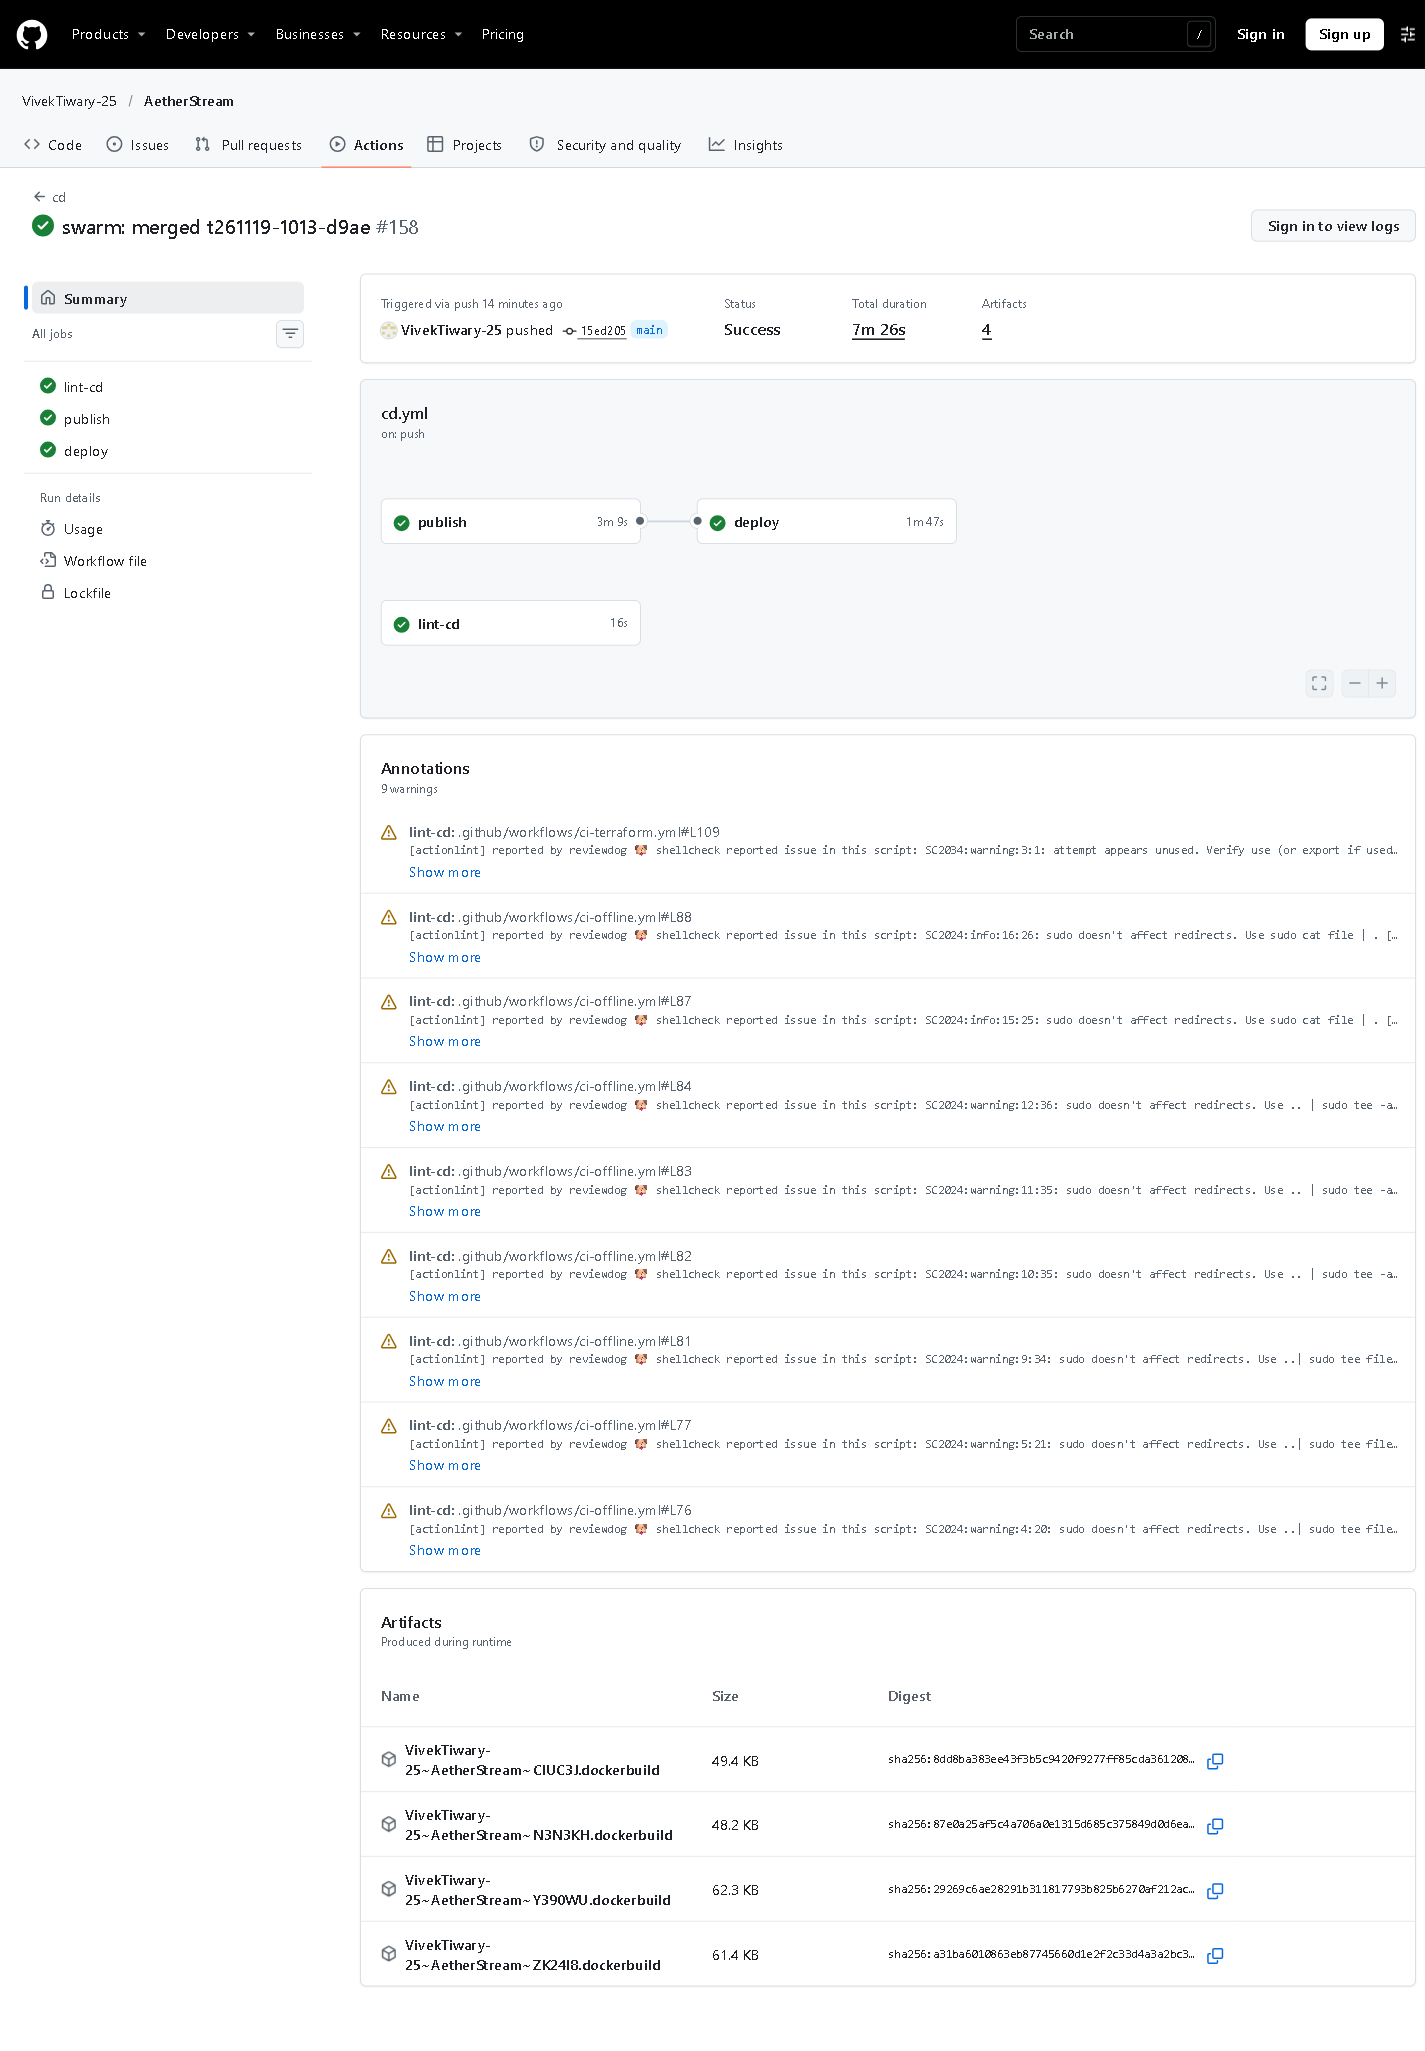 Products Developers Businesses Resources Pricing Search / Sign in Sign up
VivekTiwary-25 / AetherStream
Code Issues Pull requests Actions Projects Security and quality Insights
cd
swarm: merged t261119-1013-d9ae #158
Sign in to view logs
Summary
All jobs
lint-cd
publish
deploy
Run details
Usage
Workflow file
Lockfile
Triggered via push 14 minutes ago
VivekTiwary-25 pushed 15ed205 main
Status
Success
Total duration
7m 26s
Artifacts
4
cd.yml
on: push
publish 3m 9s
deploy 1m 47s
lint-cd 16s
Annotations
9 warnings
lint-cd: .github/workflows/ci-terraform.yml#L109
[actionlint] reported by reviewdog 🐶 shellcheck reported issue in this script: SC2034:warning:3:1: attempt appears unused. Verify use (or export if used…
Show more
lint-cd: .github/workflows/ci-offline.yml#L88
[actionlint] reported by reviewdog 🐶 shellcheck reported issue in this script: SC2024:info:16:26: sudo doesn't affect redirects. Use sudo cat file | . […
Show more
lint-cd: .github/workflows/ci-offline.yml#L87
[actionlint] reported by reviewdog 🐶 shellcheck reported issue in this script: SC2024:info:15:25: sudo doesn't affect redirects. Use sudo cat file | . […
Show more
lint-cd: .github/workflows/ci-offline.yml#L84
[actionlint] reported by reviewdog 🐶 shellcheck reported issue in this script: SC2024:warning:12:36: sudo doesn't affect redirects. Use .. | sudo tee -a…
Show more
lint-cd: .github/workflows/ci-offline.yml#L83
[actionlint] reported by reviewdog 🐶 shellcheck reported issue in this script: SC2024:warning:11:35: sudo doesn't affect redirects. Use .. | sudo tee -a…
Show more
lint-cd: .github/workflows/ci-offline.yml#L82
[actionlint] reported by reviewdog 🐶 shellcheck reported issue in this script: SC2024:warning:10:35: sudo doesn't affect redirects. Use .. | sudo tee -a…
Show more
lint-cd: .github/workflows/ci-offline.yml#L81
[actionlint] reported by reviewdog 🐶 shellcheck reported issue in this script: SC2024:warning:9:34: sudo doesn't affect redirects. Use ..| sudo tee file…
Show more
lint-cd: .github/workflows/ci-offline.yml#L77
[actionlint] reported by reviewdog 🐶 shellcheck reported issue in this script: SC2024:warning:5:21: sudo doesn't affect redirects. Use ..| sudo tee file…
Show more
lint-cd: .github/workflows/ci-offline.yml#L76
[actionlint] reported by reviewdog 🐶 shellcheck reported issue in this script: SC2024:warning:4:20: sudo doesn't affect redirects. Use ..| sudo tee file…
Show more
Artifacts
Produced during runtime
Name Size Digest
VivekTiwary-
25~AetherStream~CIUC3J.dockerbuild
49.4 KB
sha256:8dd8ba383ee43f3b5c9420f9277ff85cda361208…
VivekTiwary-
25~AetherStream~N3N3KH.dockerbuild
48.2 KB
sha256:87e0a25af5c4a706a0e1315d685c375849d0d6ea…
VivekTiwary-
25~AetherStream~Y390WU.dockerbuild
62.3 KB
sha256:29269c6ae28291b311817793b825b6270af212ac…
VivekTiwary-
25~AetherStream~ZK24I8.dockerbuild
61.4 KB
sha256:a31ba6010863eb87745660d1e2f2c33d4a3a2bc3…